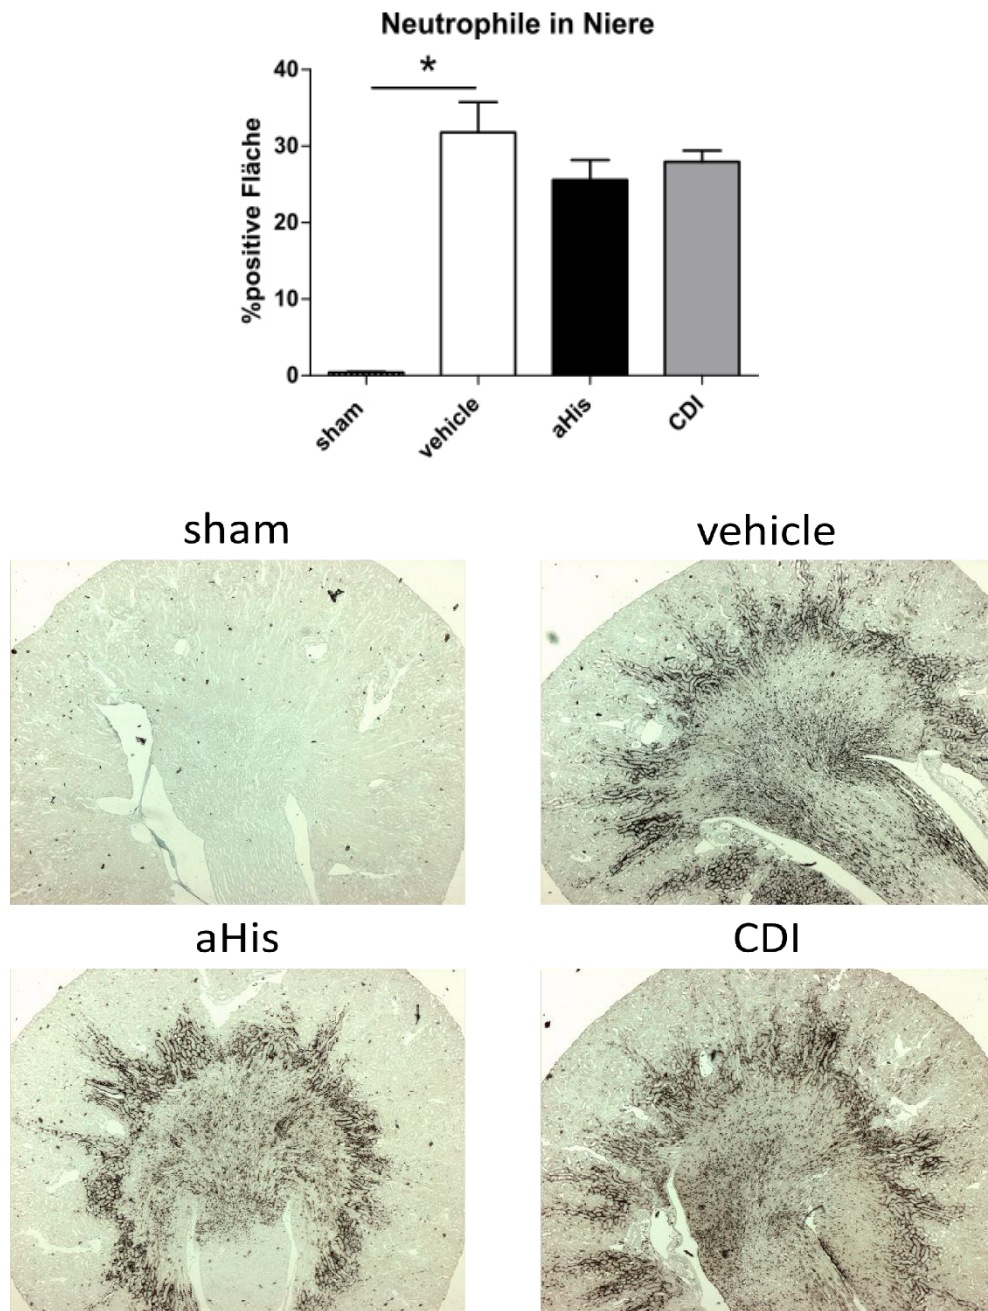 Neutrophile in Niere
*
40
30
20
10
0
%positive Fläche
sham
vehicle
aHis
CDI
sham
vehicle
aHis
CDI